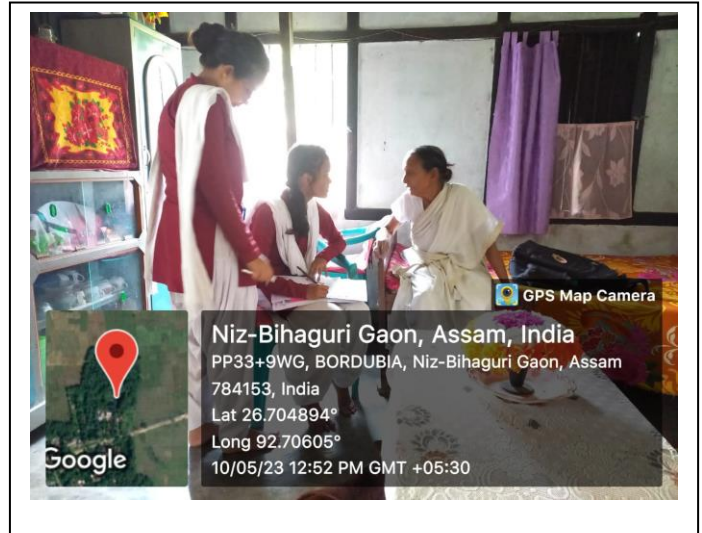 GPS Map Camera
Niz-Bihaguri Gaon, Assam, India
PP33+9WG, BORDUBIA, Niz-Bihaguri Gaon, Assam
784153, India
Lat 26.704894°
Long 92.70605°
10/05/23 12:52 PM GMT +05:30
Google